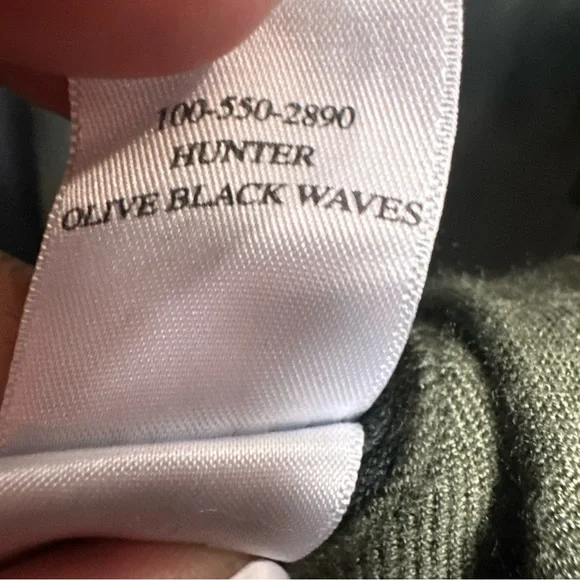 100-550-2890
HUNTER
OLIVE BLACK WAVES